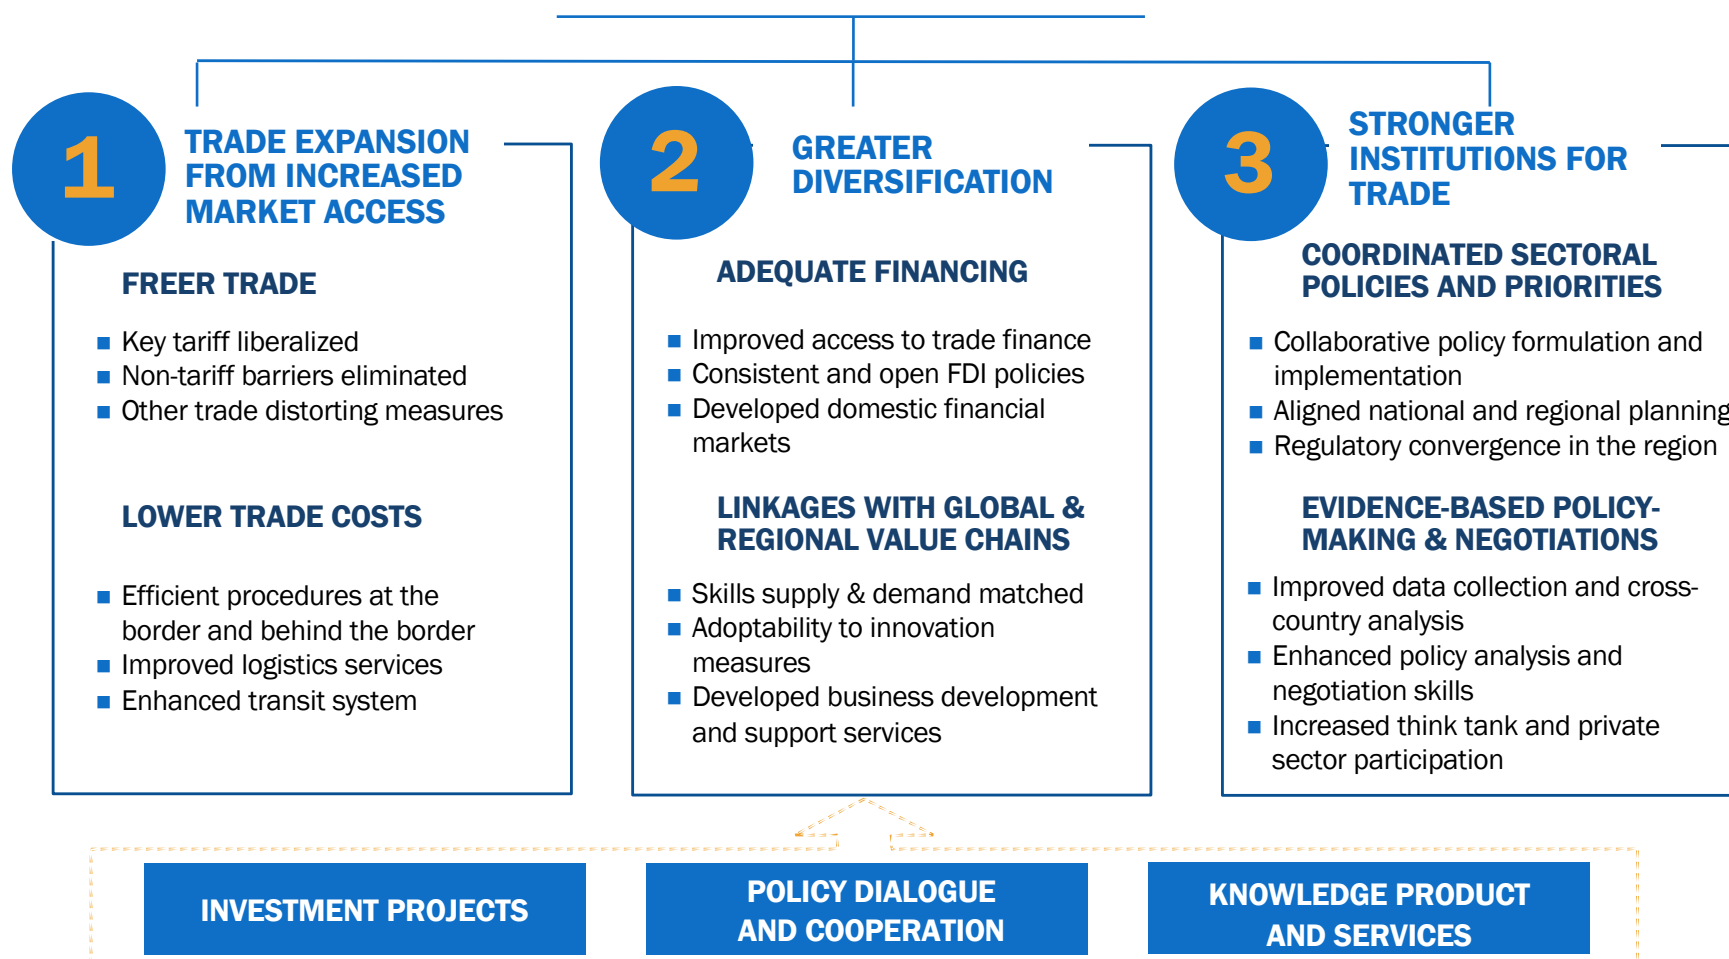 1
TRADE EXPANSION
FROM INCREASED
MARKET ACCESS
FREER TRADE
■ Key tariff liberalized
■ Non-tariff barriers eliminated
■ Other trade distorting measures
LOWER TRADE COSTS
■ Efficient procedures at the
border and behind the border
■ Improved logistics services
■ Enhanced transit system
2
GREATER
DIVERSIFICATION
ADEQUATE FINANCING
■ Improved access to trade finance
■ Consistent and open FDI policies
■ Developed domestic financial
markets
LINKAGES WITH GLOBAL &
REGIONAL VALUE CHAINS
■ Skills supply & demand matched
■ Adoptability to innovation
measures
■ Developed business development
and support services
3
STRONGER
INSTITUTIONS FOR
TRADE
COORDINATED SECTORAL
POLICIES AND PRIORITIES
■ Collaborative policy formulation and
implementation
■ Aligned national and regional planning
■ Regulatory convergence in the region
EVIDENCE-BASED POLICY-
MAKING & NEGOTIATIONS
■ Improved data collection and cross-
country analysis
■ Enhanced policy analysis and
negotiation skills
■ Increased think tank and private
sector participation
INVESTMENT PROJECTS
POLICY DIALOGUE
AND COOPERATION
KNOWLEDGE PRODUCT
AND SERVICES